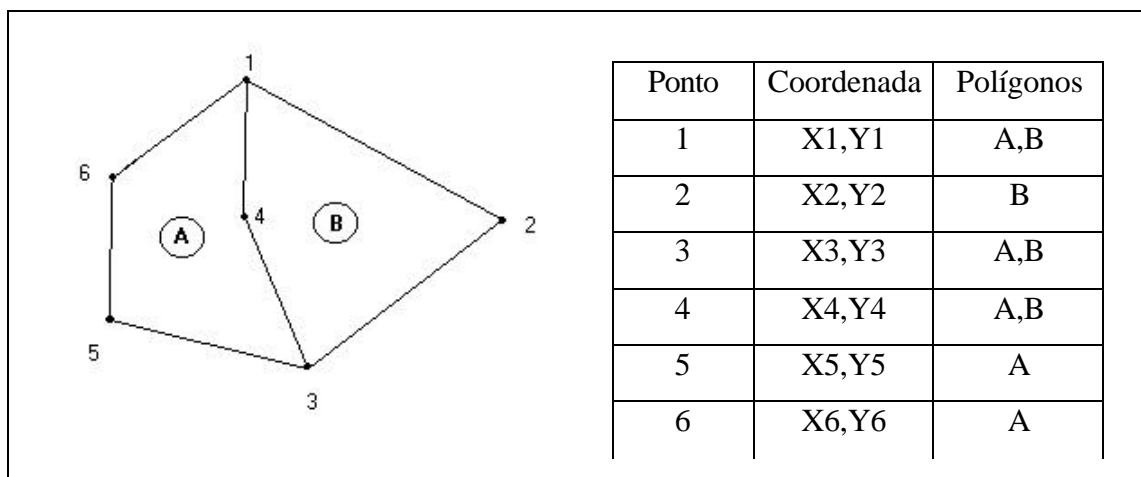 1
6
4
A
B
2
5
3
Ponto Coordenada Polígonos
1 X1,Y1 A,B
2 X2,Y2 B
3 X3,Y3 A,B
4 X4,Y4 A,B
5 X5,Y5 A
6 X6,Y6 A